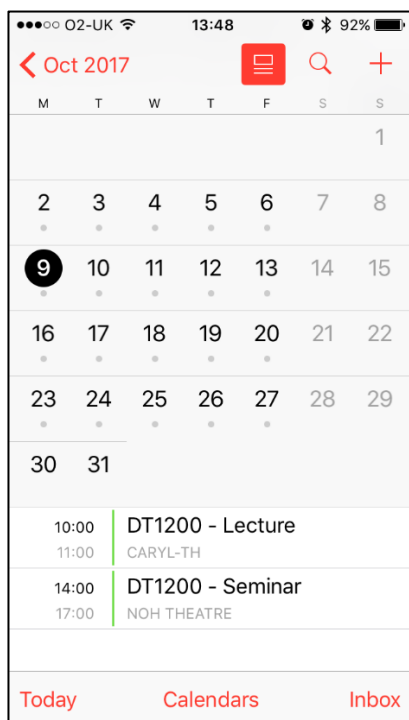 O2-UK 13:48 92%
Oct 2017
M T W T F S S
1
2 3 4 5 6 7 8
9 10 11 12 13 14 15
16 17 18 19 20 21 22
23 24 25 26 27 28 29
30 31
10:00 DT1200 - Lecture
11:00 CARYL-TH
14:00 DT1200 - Seminar
17:00 NOH THEATRE
Today Calendars Inbox